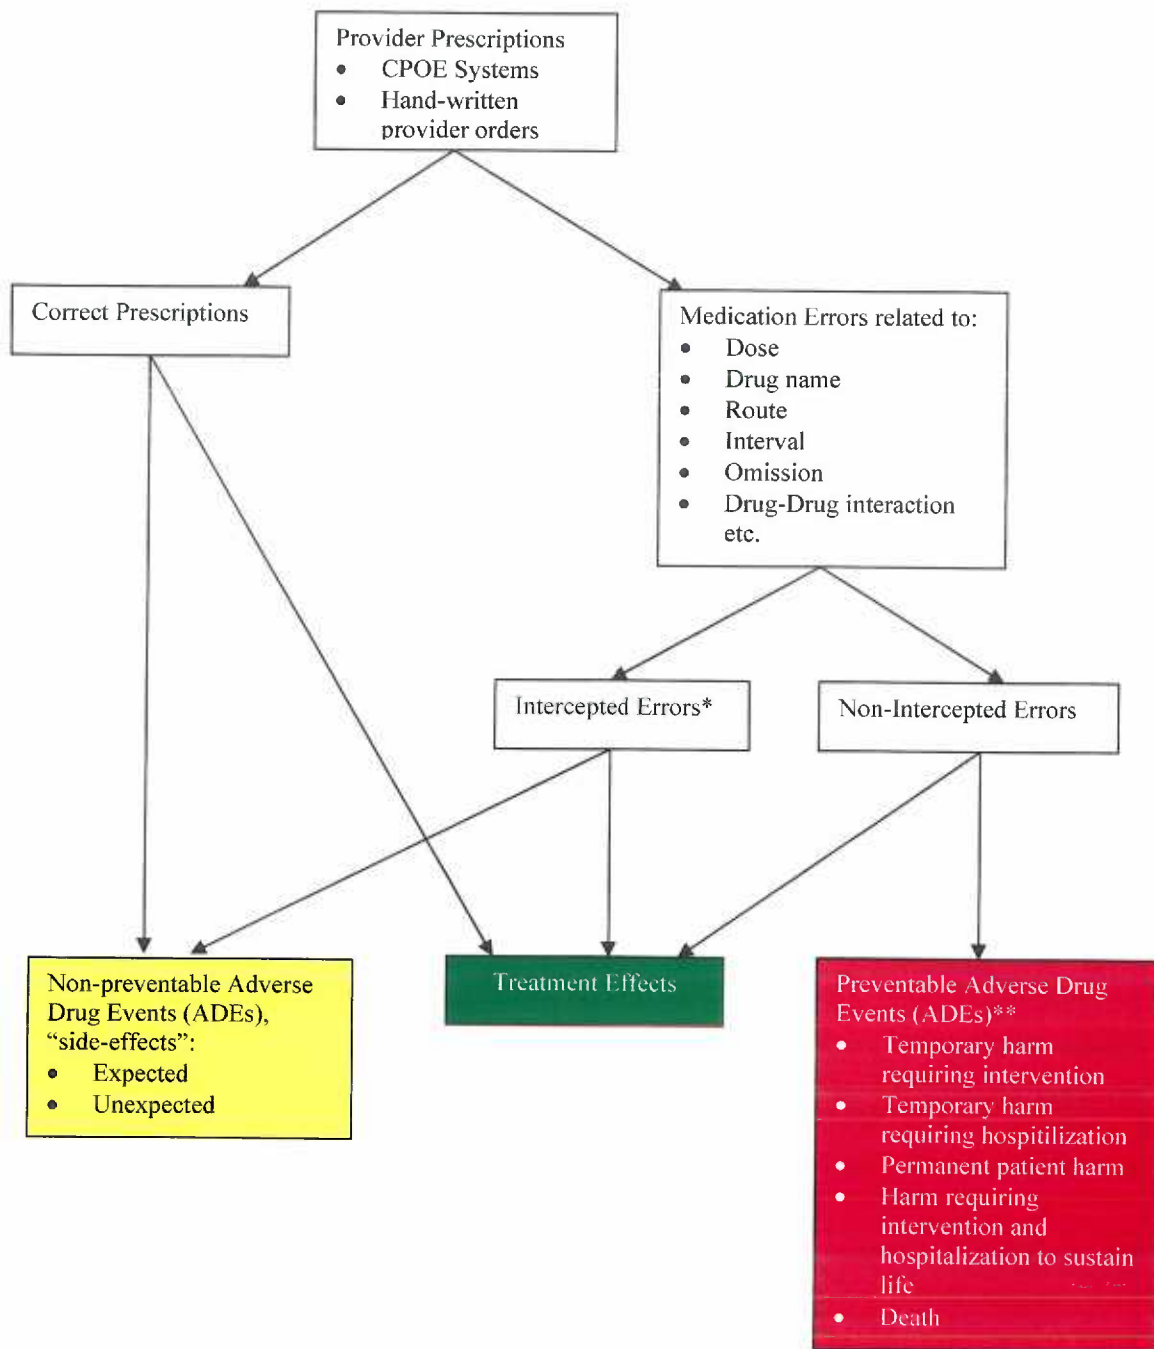 Provider Prescriptions
• CPOE Systems
• Hand-written
provider orders
Correct Prescriptions
Medication Errors related to:
• Dose
• Drug name
• Route
• Interval
• Omission
• Drug-Drug interaction
etc.
Intercepted Errors*
Non-Intercepted Errors
Non-preventable Adverse
Drug Events (ADEs),
“side-effects”:
• Expected
• Unexpected
Treatment Effects
Preventable Adverse Drug
Events (ADEs)**
• Temporary harm
requiring intervention
• Temporary harm
requiring hospitilization
• Permanent patient harm
• Harm requiring
intervention and
hospitalization to sustain
life
• Death